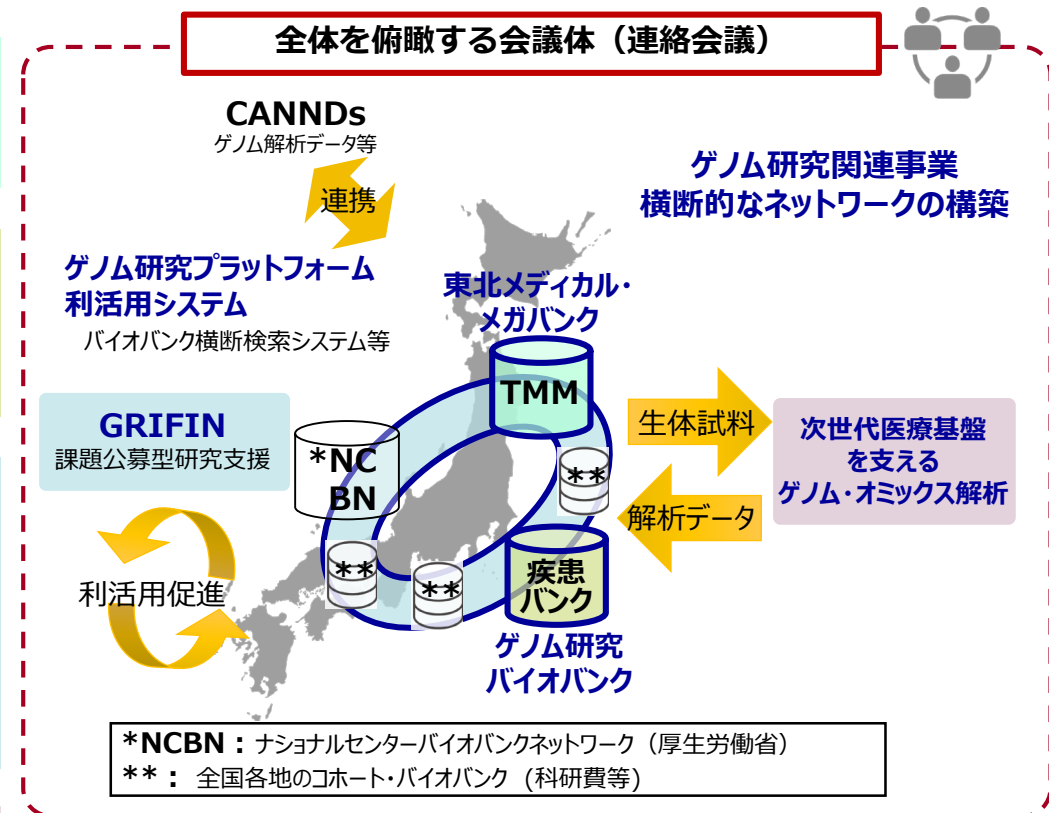 全体を俯瞰する会議体（連絡会議）
CANNDs
ゲノム解析データ等
連携
ゲノム研究関連事業
横断的なネットワークの構築
ゲノム研究プラットフォーム
利活用システム
バイオバンク横断検索システム等
東北メディカル・
メガバンク
TMM
GRIFIN
課題公募型研究支援
*NC
BN
**
**
**
生体試料
解析データ
次世代医療基盤
を支える
ゲノム・オミックス解析
利活用促進
疾患
バンク
ゲノム研究
バイオバンク
*NCBN：ナショナルセンターバイオバンクネットワーク（厚生労働省）
**：全国各地のコホート・バイオバンク (科研費等)